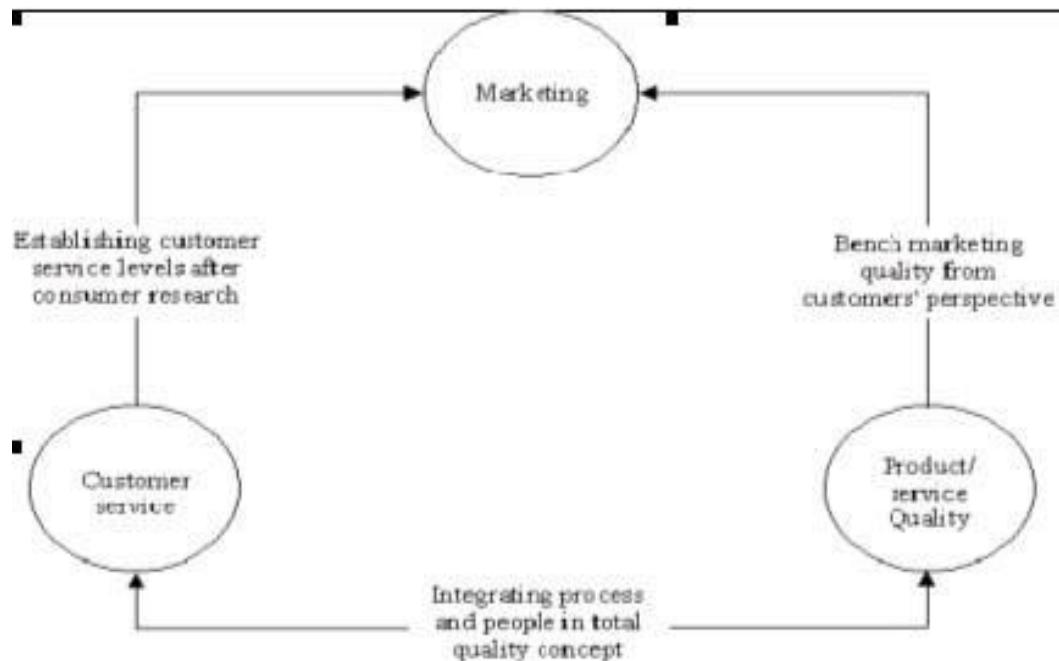 Marketing
Establishing customer
service levels after
consumer research
Bench marketing
quality from
customers' perspective
Customer
service
Product/
service
Quality
Integrating process
and people in total
quality concept